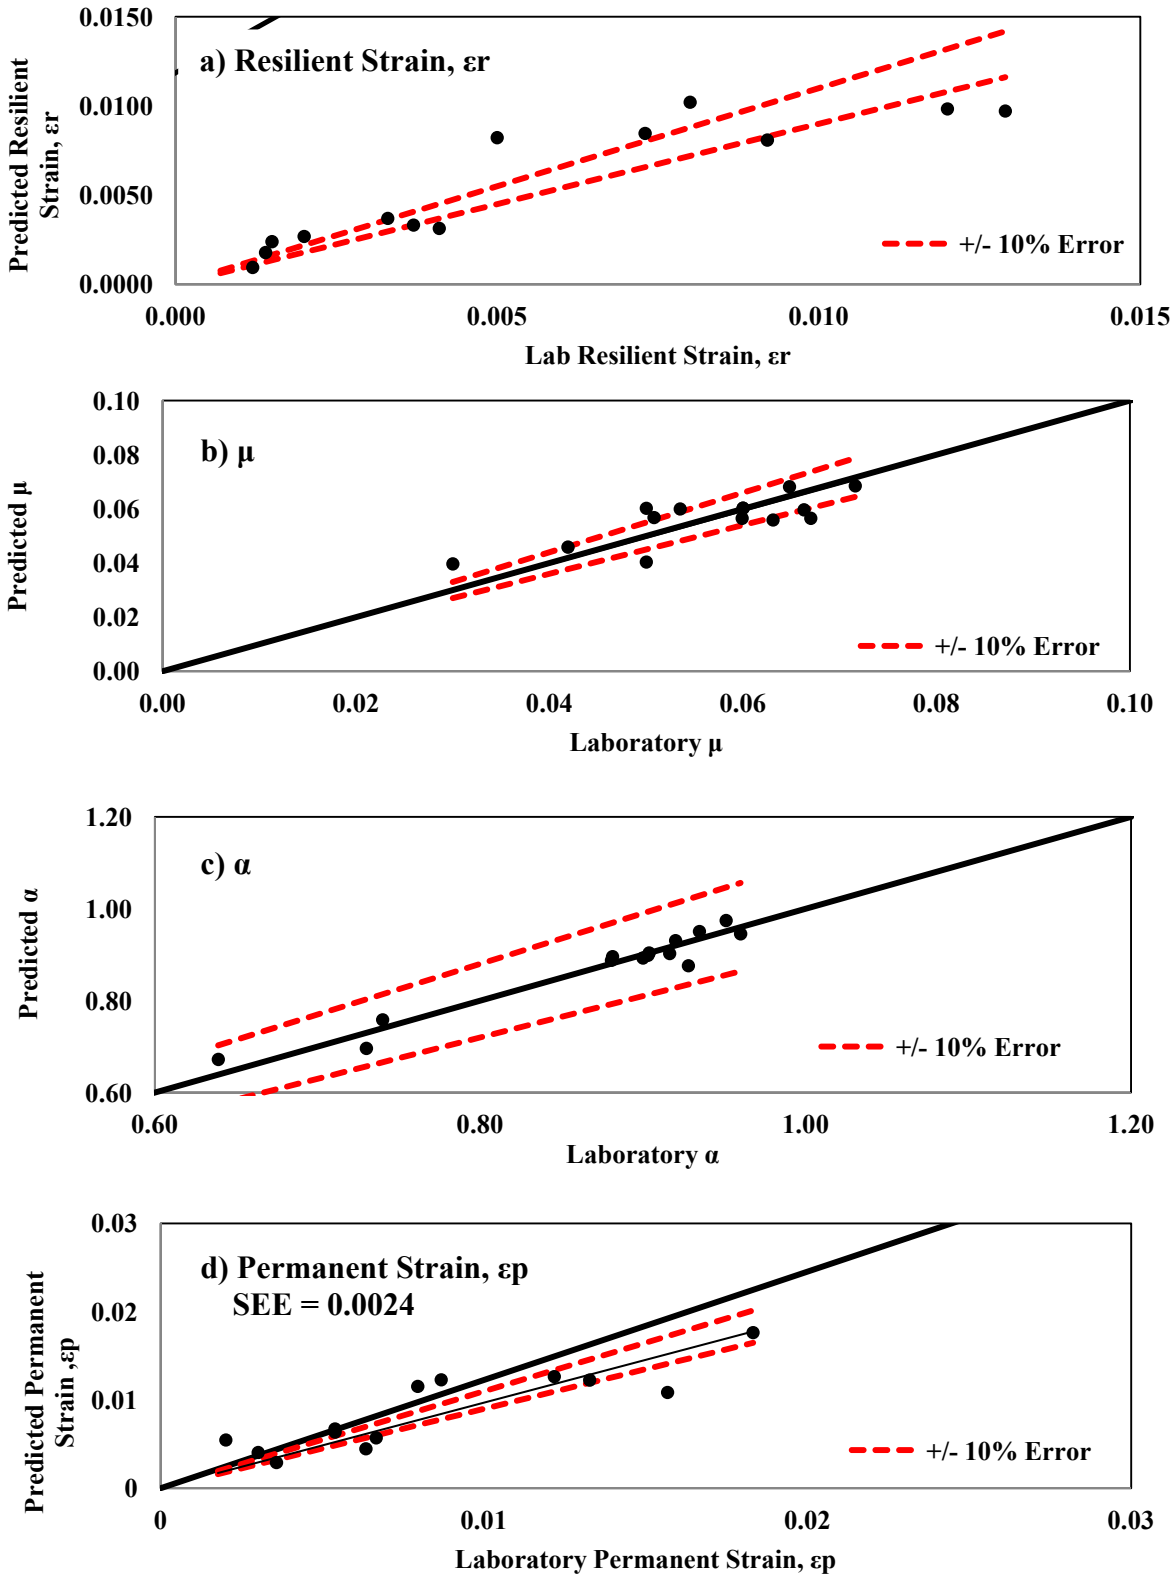 0.0150
0.0100
0.0050
0.0000
Predicted Resilient
Strain, εr
a) Resilient Strain, εr
+/- 10% Error
0.000
0.005
0.010
0.015
Lab Resilient Strain, εr
0.10
0.08
0.06
0.04
0.02
0.00
Predicted μ
b) μ
+/- 10% Error
0.00
0.02
0.04
0.06
0.08
0.10
Laboratory μ
1.20
1.00
0.80
0.60
Predicted α
c) α
+/- 10% Error
0.60
0.80
1.00
1.20
Laboratory α
0.03
0.02
0.01
0
Predicted Permanent
Strain ,εp
d) Permanent Strain, εp
SEE = 0.0024
+/- 10% Error
0
0.01
0.02
0.03
Laboratory Permanent Strain, εp